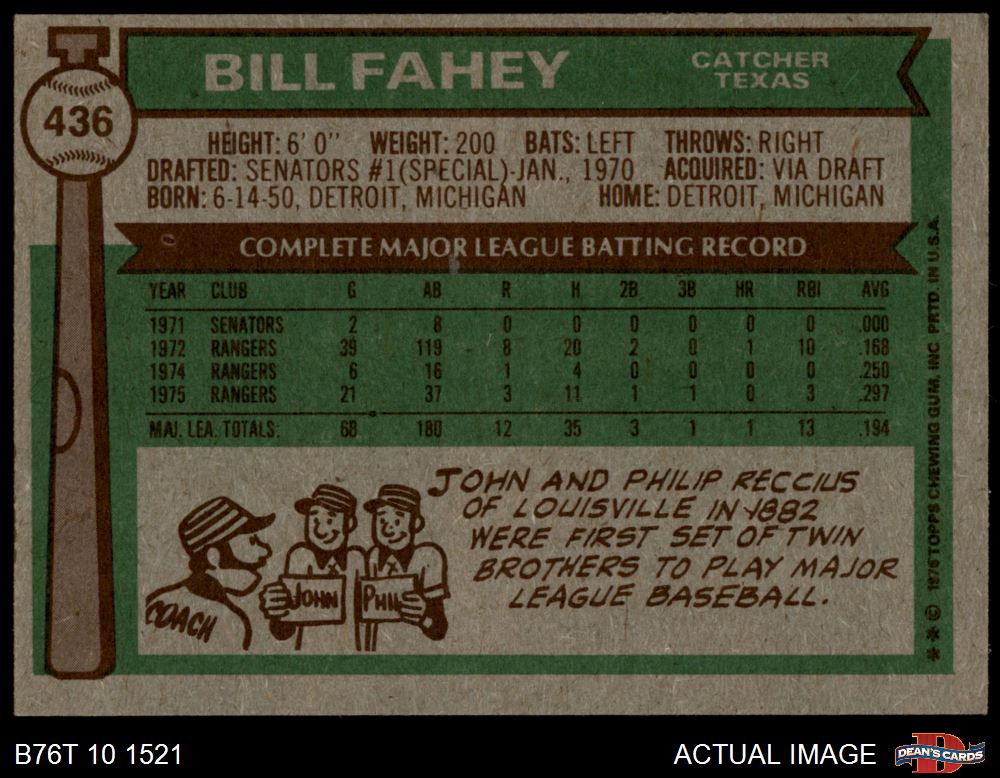 BILL FAHEY
CATCHER
TEXAS
436
HEIGHT: 6' 0" WEIGHT: 200 BATS: LEFT THROWS: RIGHT
DRAFTED: SENATORS #1(SPECIAL)-JAN., 1970 ACQUIRED: VIA DRAFT
BORN: 6-14-50, DETROIT, MICHIGAN HOME: DETROIT, MICHIGAN
COMPLETE MAJOR LEAGUE BATTING RECORD
YEAR CLUB G AB R H 2B 3B HR RBI AVG
1971 SENATORS 2 8 0 0 0 0 0 0 .000
1972 RANGERS 39 119 8 20 2 0 1 10 .168
1974 RANGERS 6 16 1 4 0 0 0 0 .250
1975 RANGERS 21 37 3 11 1 1 0 3 .297
MAJ. LEA. TOTALS: 68 180 12 35 3 1 1 13 .194
JOHN AND PHILIP RECCIUS
OF LOUISVILLE IN 1882
WERE FIRST SET OF TWIN
BROTHERS TO PLAY MAJOR
LEAGUE BASEBALL.
COACH
JOHN
PHIL
* * © 1976 TOPPS CHEWING GUM, INC. PRTD. IN U.S.A.
B76T 10 1521
ACTUAL IMAGE
DEAN'S CARDS